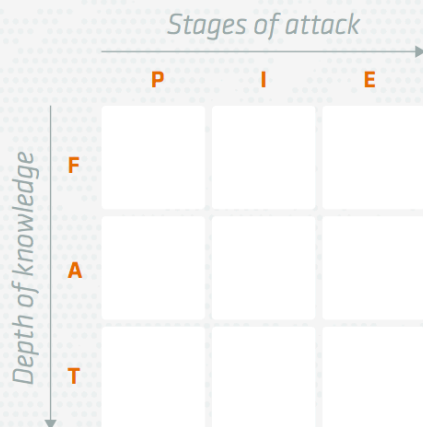 Stages of attack
P I E
Depth of knowledge
F
A
T